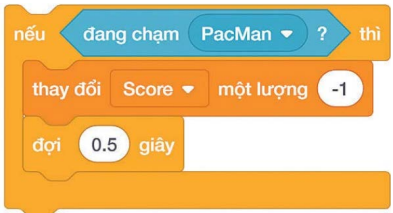 nếu đang chạm PacMan ? thì
thay đổi Score một lượng -1
đợi 0.5 giây